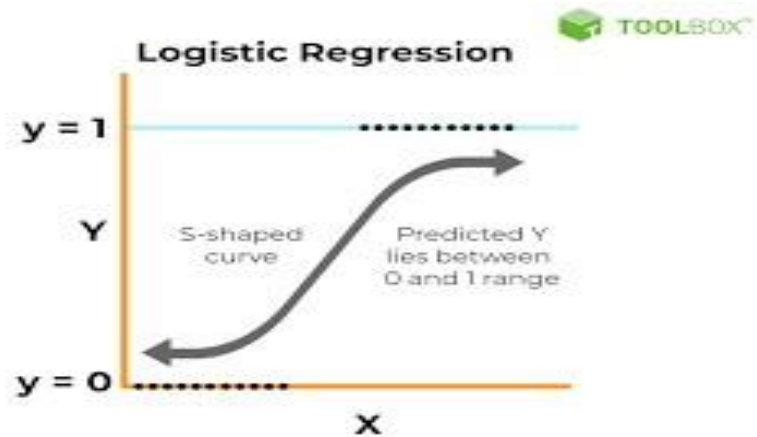 TOOLBOX
Logistic Regression
y = 1
Y
S-shaped
curve
Predicted Y
lies between
0 and 1 range
y = 0
X